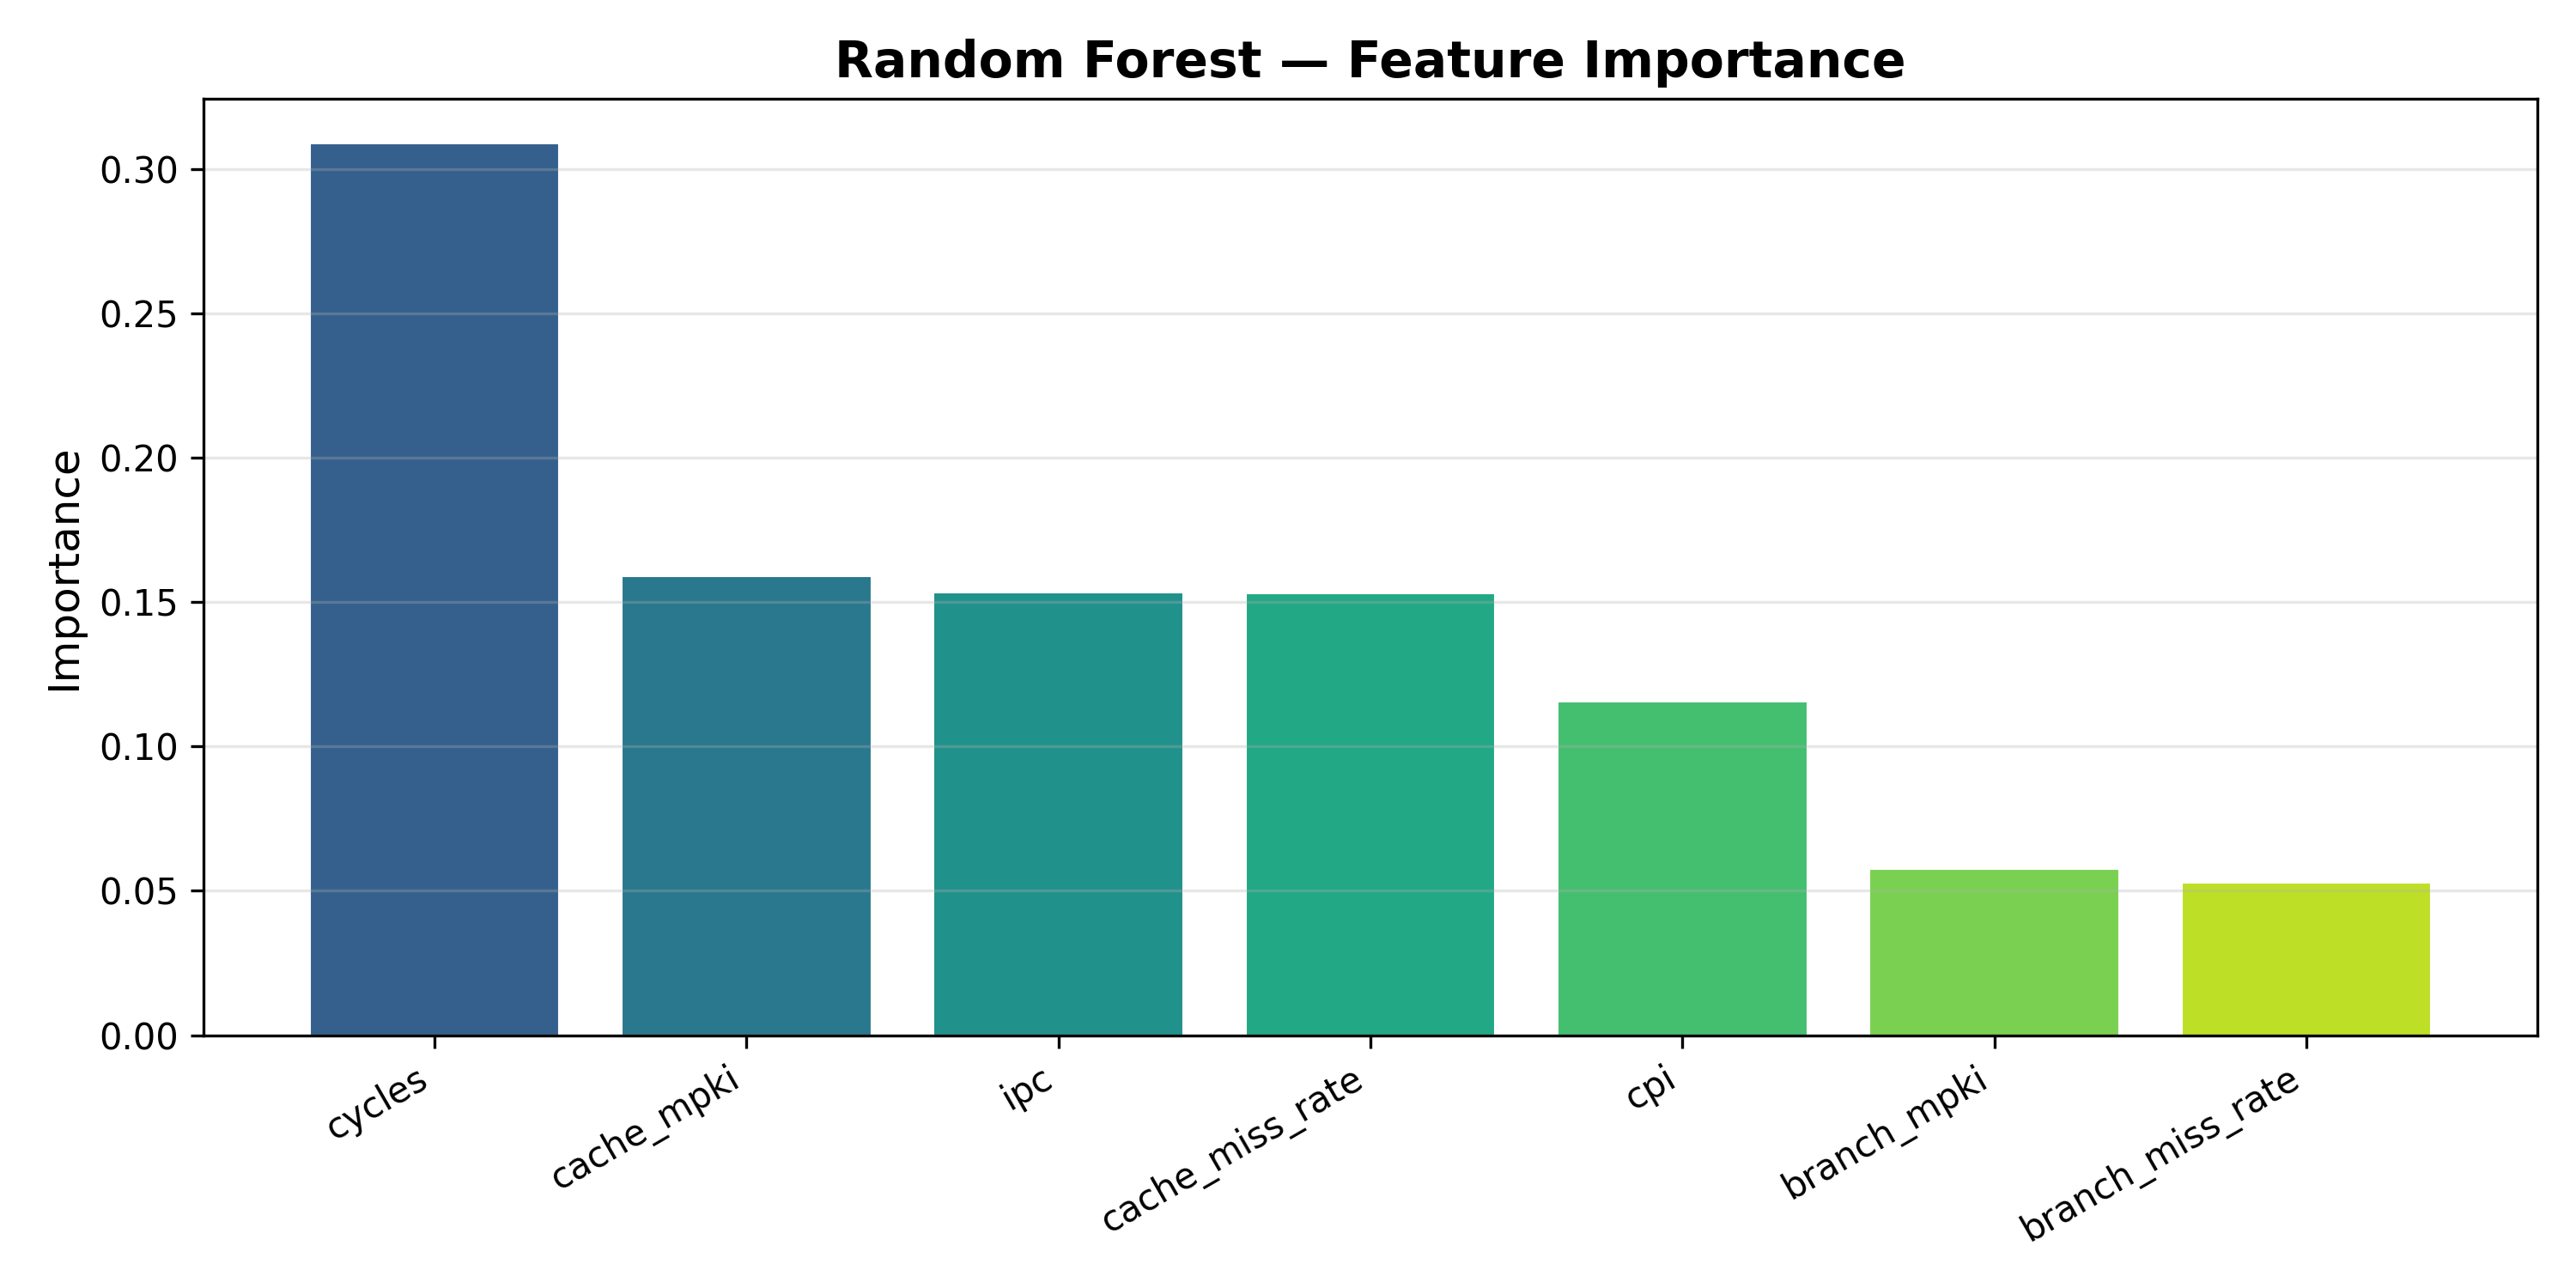 Random Forest — Feature Importance
Importance
0.30
0.25
0.20
0.15
0.10
0.05
0.00
cycles
cache_mpki
ipc
cache_miss_rate
cpi
branch_mpki
branch_miss_rate